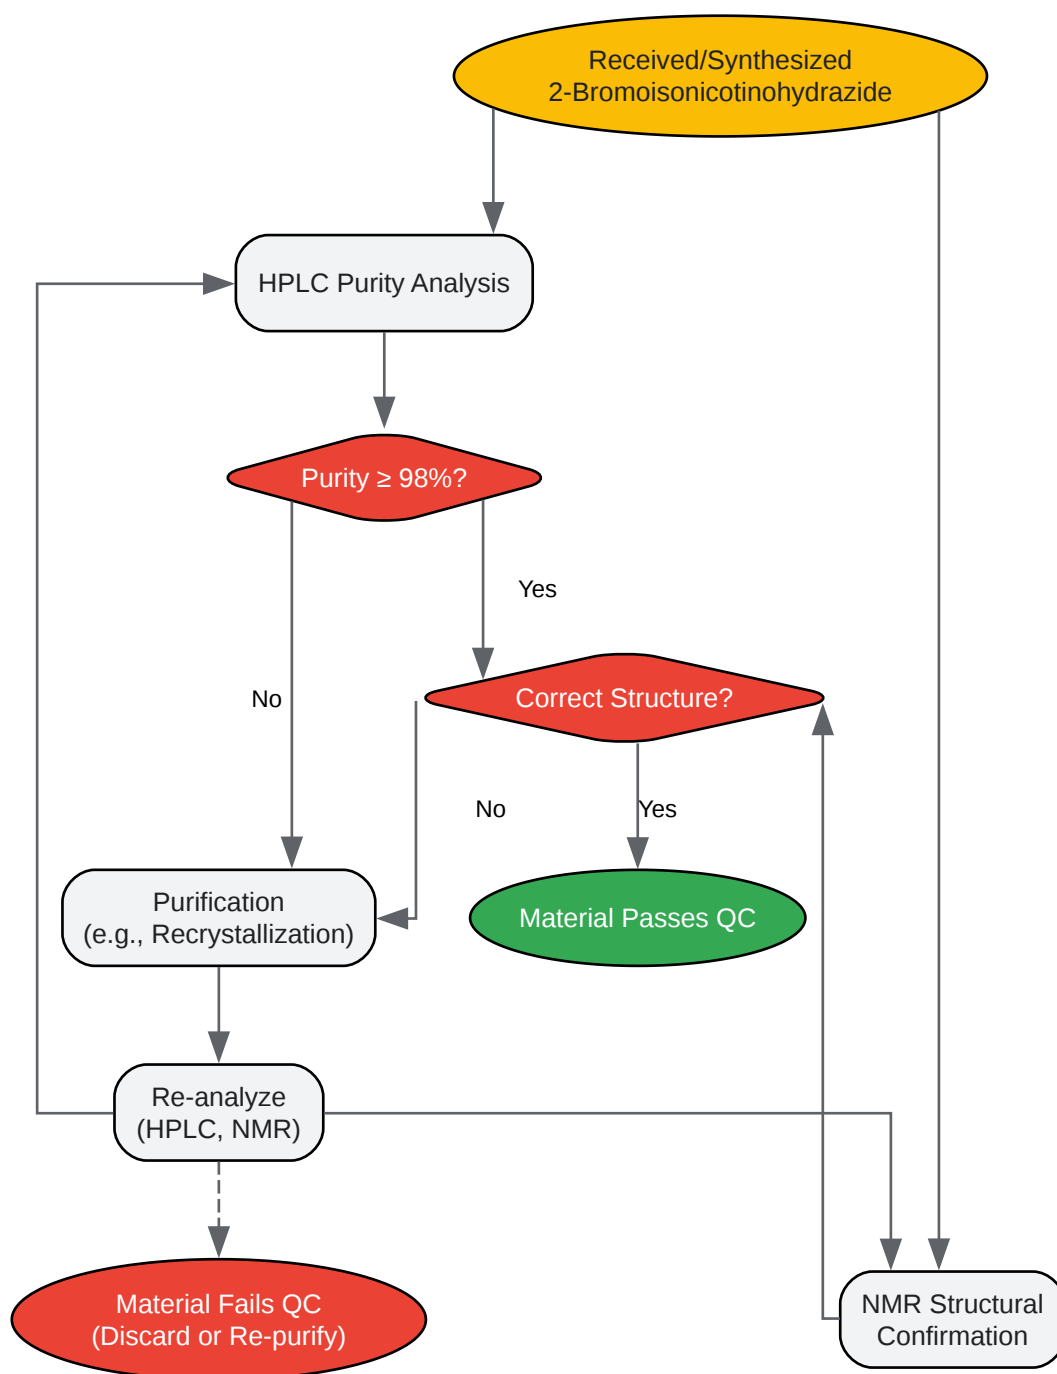 Received/Synthesized
2-Bromoisonicotinohydrazide
HPLC Purity Analysis
Purity ≥ 98%?
Yes
No
Correct Structure?
No
Yes
Purification
(e.g., Recrystallization)
Material Passes QC
Re-analyze
(HPLC, NMR)
Material Fails QC
(Discard or Re-purify)
NMR Structural
Confirmation